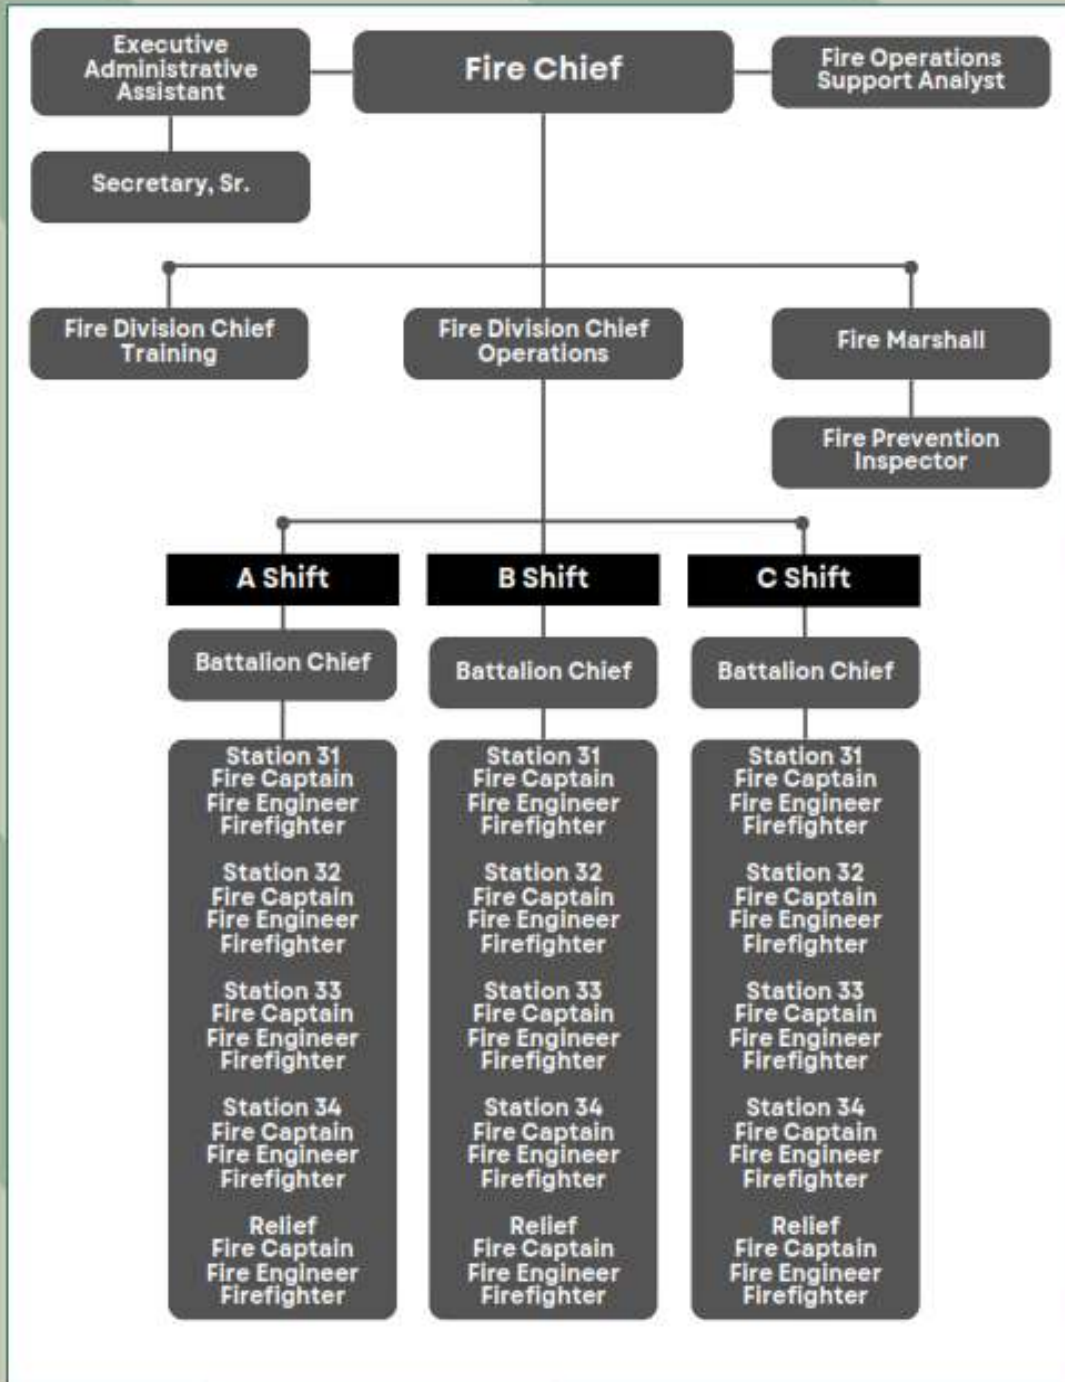 Executive
Administrative
Assistant
Fire Chief
Fire Operations
Support Analyst
Secretary, Sr.
Fire Division Chief
Training
Fire Division Chief
Operations
Fire Marshall
Fire Prevention
Inspector
A Shift
B Shift
C Shift
Battalion Chief
Battalion Chief
Battalion Chief
Station 31
Fire Captain
Fire Engineer
Firefighter
Station 32
Fire Captain
Fire Engineer
Firefighter
Station 33
Fire Captain
Fire Engineer
Firefighter
Station 34
Fire Captain
Fire Engineer
Firefighter
Relief
Fire Captain
Fire Engineer
Firefighter
Station 31
Fire Captain
Fire Engineer
Firefighter
Station 32
Fire Captain
Fire Engineer
Firefighter
Station 33
Fire Captain
Fire Engineer
Firefighter
Station 34
Fire Captain
Fire Engineer
Firefighter
Relief
Fire Captain
Fire Engineer
Firefighter
Station 31
Fire Captain
Fire Engineer
Firefighter
Station 32
Fire Captain
Fire Engineer
Firefighter
Station 33
Fire Captain
Fire Engineer
Firefighter
Station 34
Fire Captain
Fire Engineer
Firefighter
Relief
Fire Captain
Fire Engineer
Firefighter